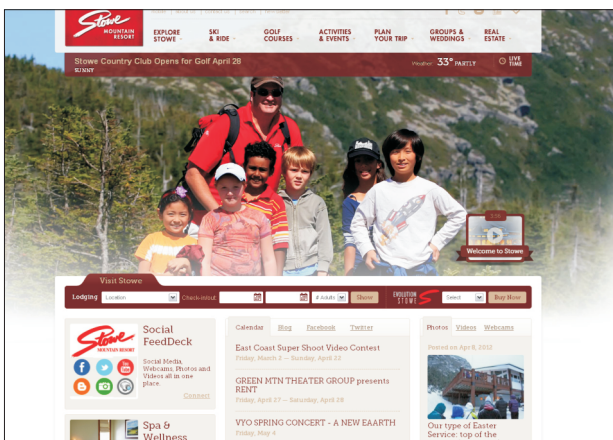 Stowe
MOUNTAIN
RESORT
EXPLORE
STOWE
SKI
& RIDE
GOLF
COURSES
ACTIVITIES
& EVENTS
PLAN
YOUR TRIP
GROUPS &
WEDDINGS
REAL
ESTATE
Stowe Country Club Opens for Golf April 28
SUNNY
Weather: 33° PARTLY
LIVE
TIME
Welcome to Stowe
Visit Stowe
Lodging Location Check-in/out: # Adults Show
EVOLUTION
STOWE
Select Buy Now
Stowe
MOUNTAIN RESORT
Social
FeedDeck
Social Media,
Webcams, Photos and
Videos all in one
place.
Connect
Spa &
Wellness
Calendar Blog Facebook Twitter
East Coast Super Shoot Video Contest
Friday, March 2 — Sunday, April 22
GREEN MTN THEATER GROUP presents
RENT
Friday, April 27 — Saturday, April 28
VYO SPRING CONCERT - A NEW EAARTH
Friday, May 4
Photos Videos Webcams
Posted on Apr 8, 2012
Our type of Easter
Service: top of the